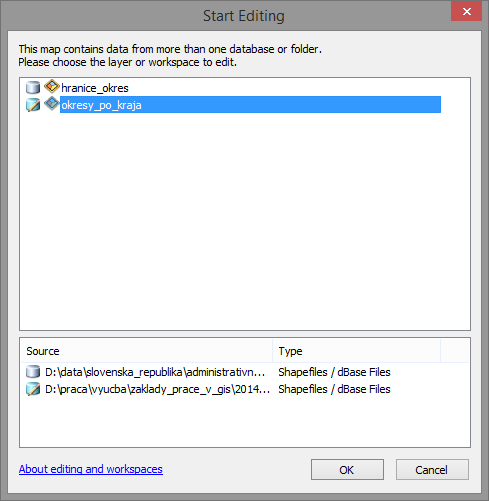 Start Editing
This map contains data from more than one database or folder.
Please choose the layer or workspace to edit.
hranice_okres
okresy_po_kraja
Source Type
D:\data\slovenska_republika\administrativn... Shapefiles / dBase Files
D:\praca\vyucba\zaklady_prace_v_gis\2014... Shapefiles / dBase Files
About editing and workspaces OK Cancel